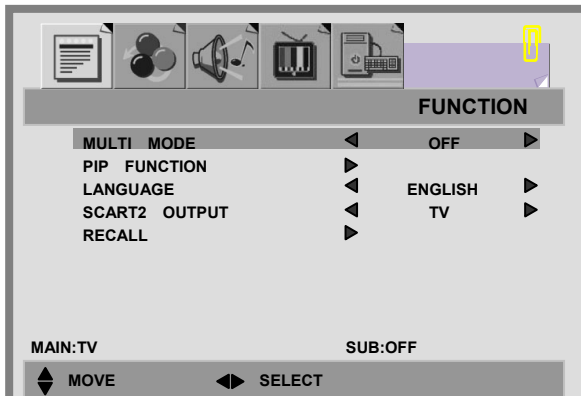 FUNCTION
MULTI MODE OFF
PIP FUNCTION
LANGUAGE ENGLISH
SCART2 OUTPUT TV
RECALL
MAIN:TV SUB:OFF
MOVE SELECT